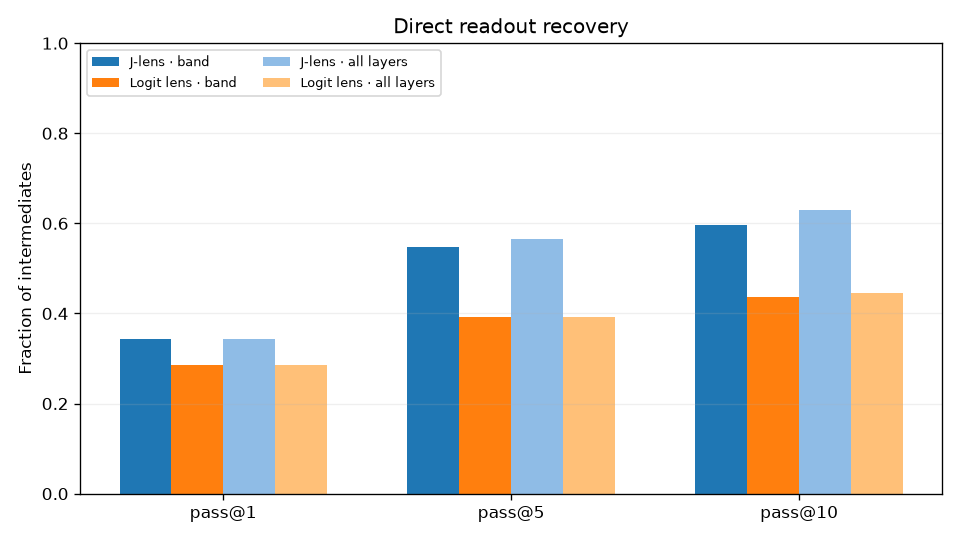 Direct readout recovery
J-lens · band
J-lens · all layers
Logit lens · band
Logit lens · all layers
Fraction of intermediates
1.0
0.8
0.6
0.4
0.2
0.0
pass@1
pass@5
pass@10